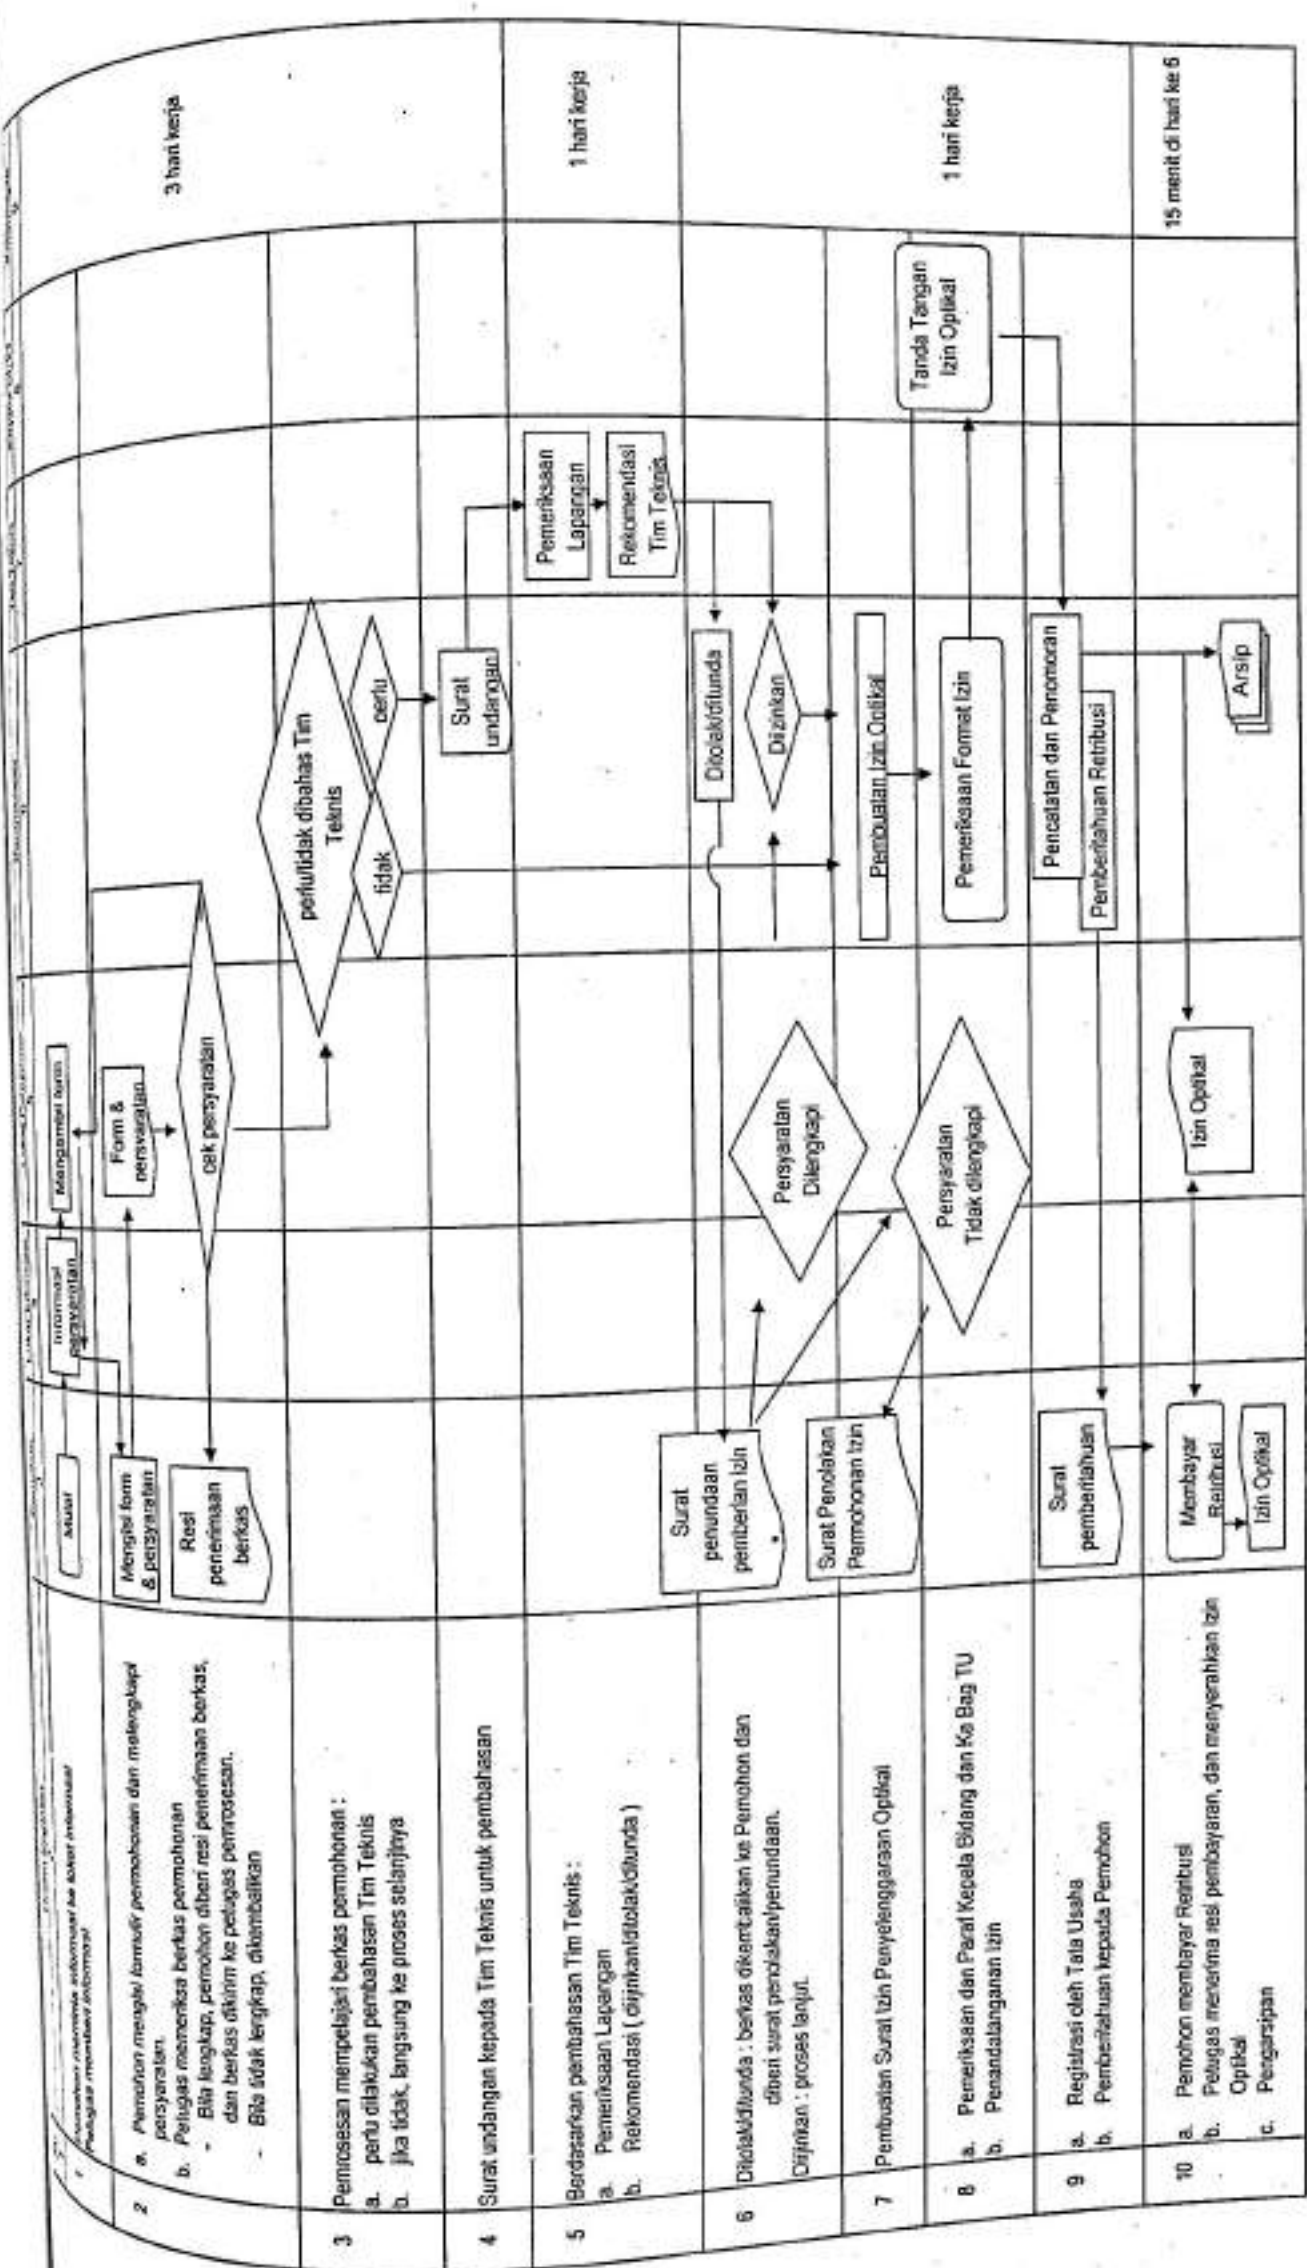 1
Pemohon meminta informasi ke loket informasi
Petugas memberi informasi
Mulai
Informasi
persyaratan
Mengambil form
3 hari kerja
2
a. Pemohon mengisi formulir permohonan dan melengkapi
persyaratan.
b. Petugas memeriksa berkas permohonan
- Bila lengkap, pemohon diberi resi penerimaan berkas,
dan berkas dikirim ke petugas pemrosesan.
- Bila tidak lengkap, dikembalikan
Mengisi form
& persyaratan
Resi
penerimaan
berkas
Form &
persyaratan
cek persyaratan
3
Pemrosesan mempelajari berkas permohonan :
a. perlu dilakukan pembahasan Tim Teknis
b. jika tidak, langsung ke proses selanjtnya
perlu/tidak dibahas Tim
Teknis
tidak
perlu
4
Surat undangan kepada Tim Teknis untuk pembahasan
Surat
undangan
5
Berdasarkan pembahasan Tim Teknis :
a. Pemeriksaan Lapangan
b. Rekomendasi ( diijinkan/ditolak/ditunda )
Pemeriksaan
Lapangan
Rekomendasi
Tim Teknis
1 hari kerja
6
Ditolak/ditunda : berkas dikembalikan ke Pemohon dan
diberi surat penolakan/penundaan.
Diijinkan : proses lanjut.
Surat
penundaan
pemberian Izin
Persyaratan
Dilengkapi
Ditolak/ditunda
Diizinkan
1 hari kerja
7
Pembuatan Surat Izin Penyelenggaraan Optikal
Surat Penolakan
Permohonan Izin
Pembuatan Izin Optikal
8
a. Pemeriksaan dan Paraf Kepala Bidang dan Ka Bag TU
b. Penandatanganan Izin
Persyaratan
Tidak dilengkapi
Pemeriksaan Format Izin
Tanda Tangan
Izin Optikal
9
a. Registrasi oleh Tata Usaha
b. Pemberitahuan kepada Pemohon
Surat
pemberitahuan
Pencatatan dan Penomoran
Pemberitahuan Retribusi
10
a. Pemohon membayar Retribusi
b. Petugas menerima resi pembayaran, dan menyerahkan Izin
Optikal
c. Pengarsipan
Membayar
Retribusi
Izin Optikal
Izin Optikal
Arsip
15 menit di hari ke 6